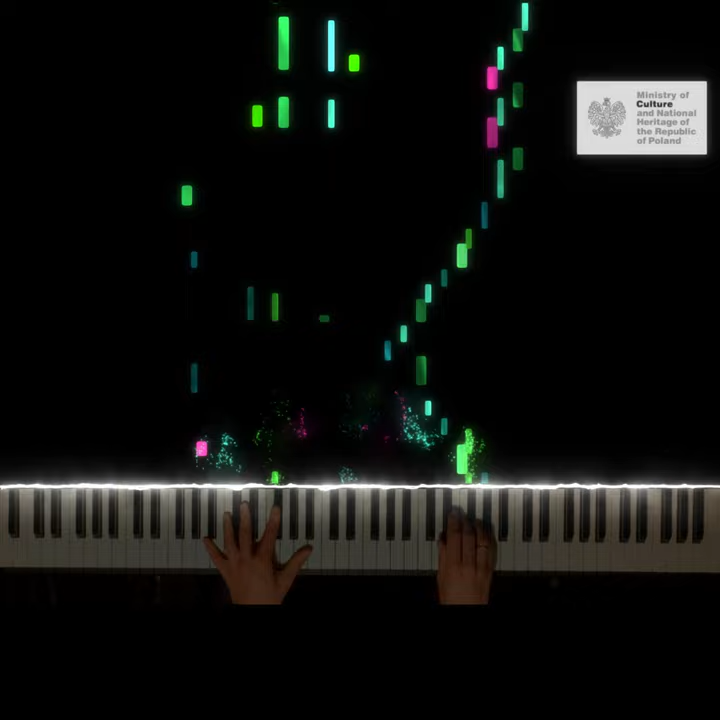 Ministry of
Culture
and National
Heritage of
the Republic
of Poland